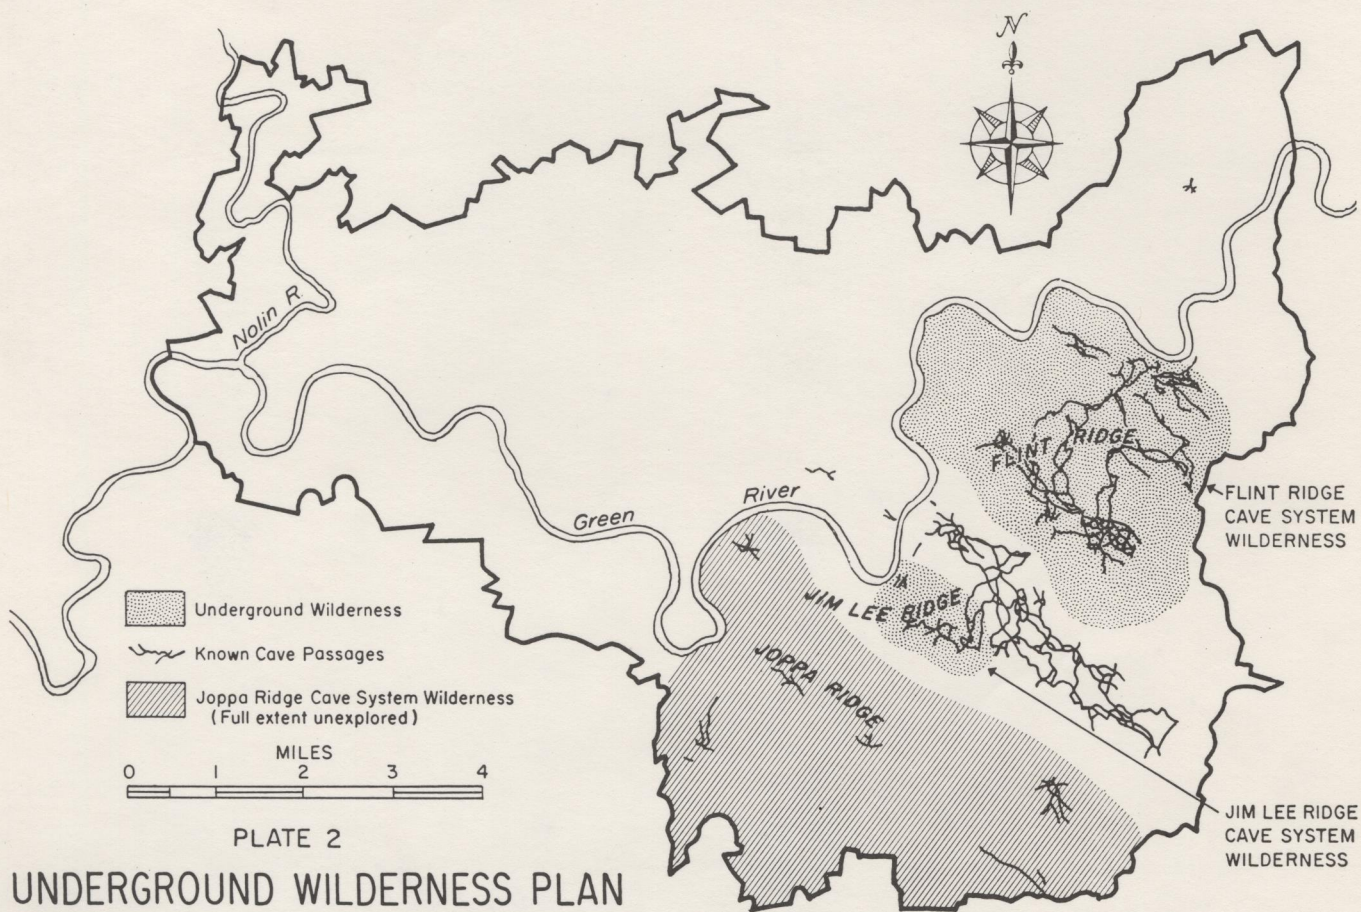 N
Nolin R.
Green River
FLINT RIDGE
FLINT RIDGE
CAVE SYSTEM
WILDERNESS
JIM LEE RIDGE
JOPPA RIDGE
Underground Wilderness
Known Cave Passages
Joppa Ridge Cave System Wilderness
(Full extent unexplored)
MILES
0 1 2 3 4
JIM LEE RIDGE
CAVE SYSTEM
WILDERNESS
PLATE 2
UNDERGROUND WILDERNESS PLAN